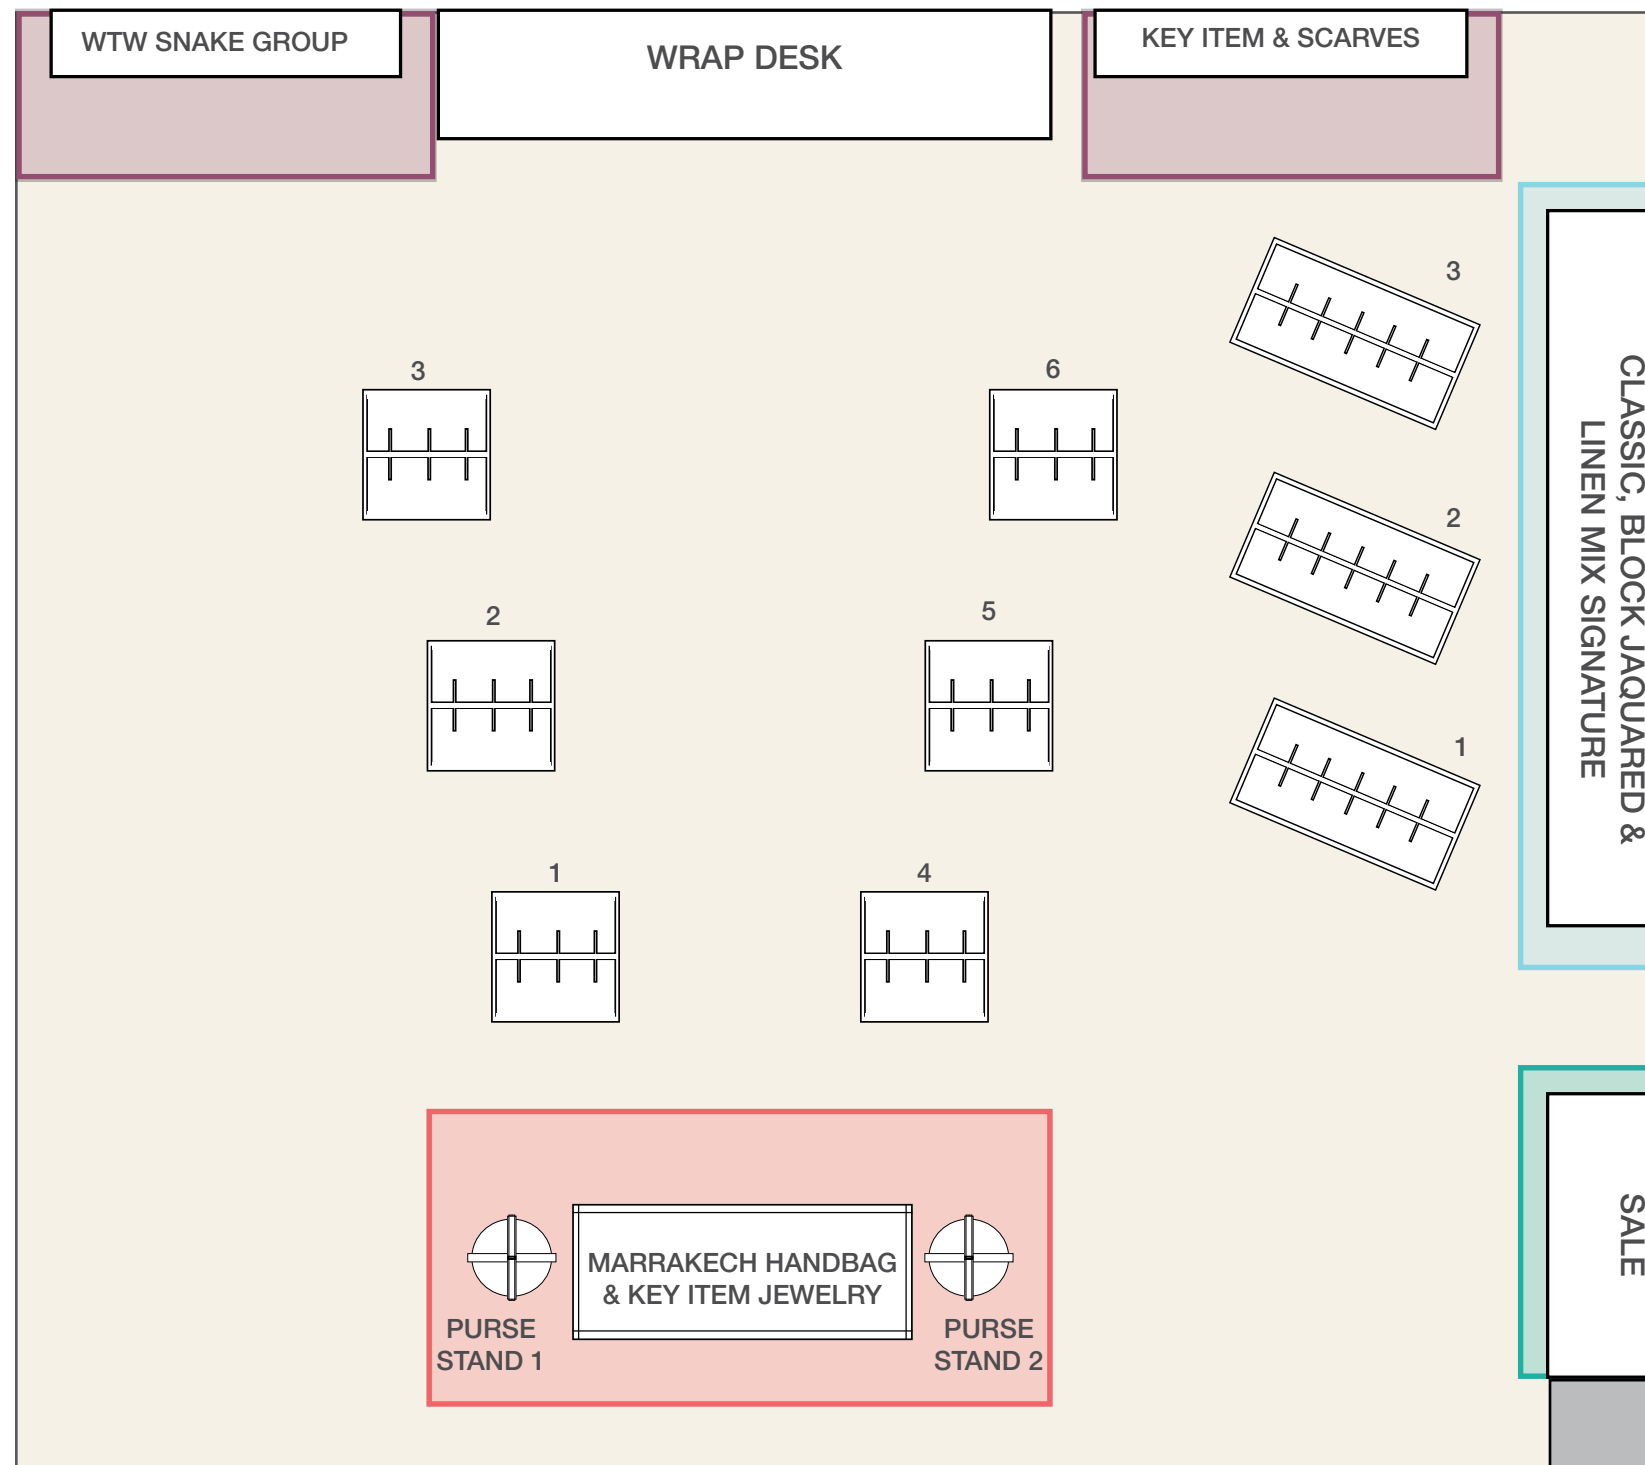 WTW SNAKE GROUP
WRAP DESK
KEY ITEM & SCARVES
3
3
6
2
2
5
1
1
4
CLASSIC, BLOCK JAQUARED &
LINEN MIX SIGNATURE
SALE
MARRAKECH HANDBAG
& KEY ITEM JEWELRY
PURSE
STAND 1
PURSE
STAND 2